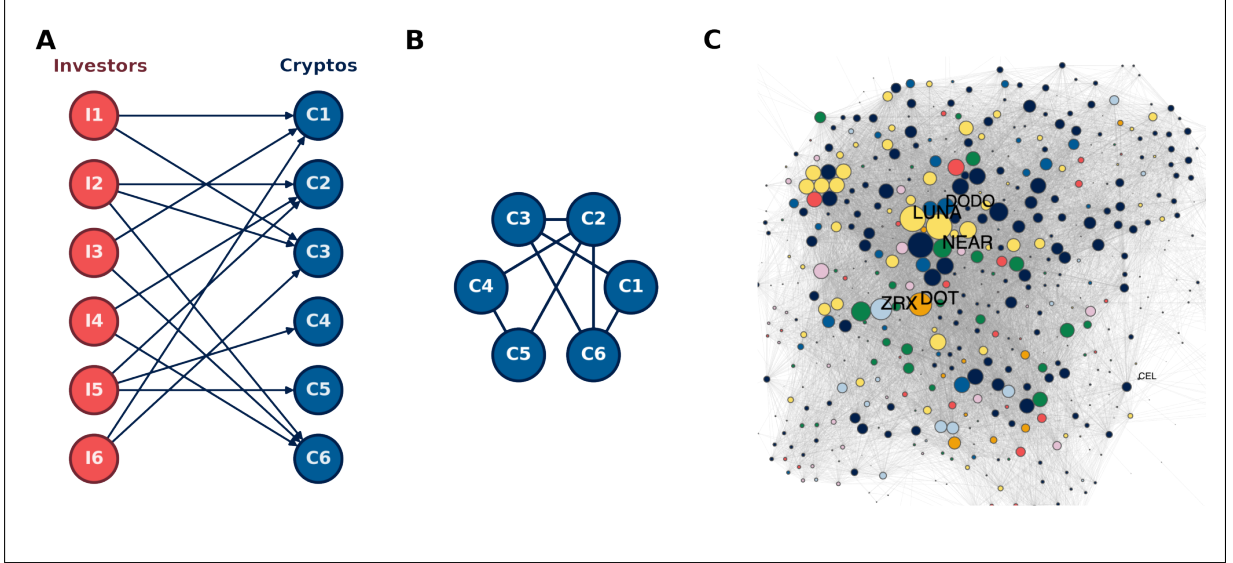 A
B
C
Investors
Cryptos
I1
C1
I2
C2
I3
C3
I4
C4
I5
C5
I6
C6
C3
C2
C4
C1
C5
C6
DODO
LUNA
NEAR
ZRX
DOT
CEL